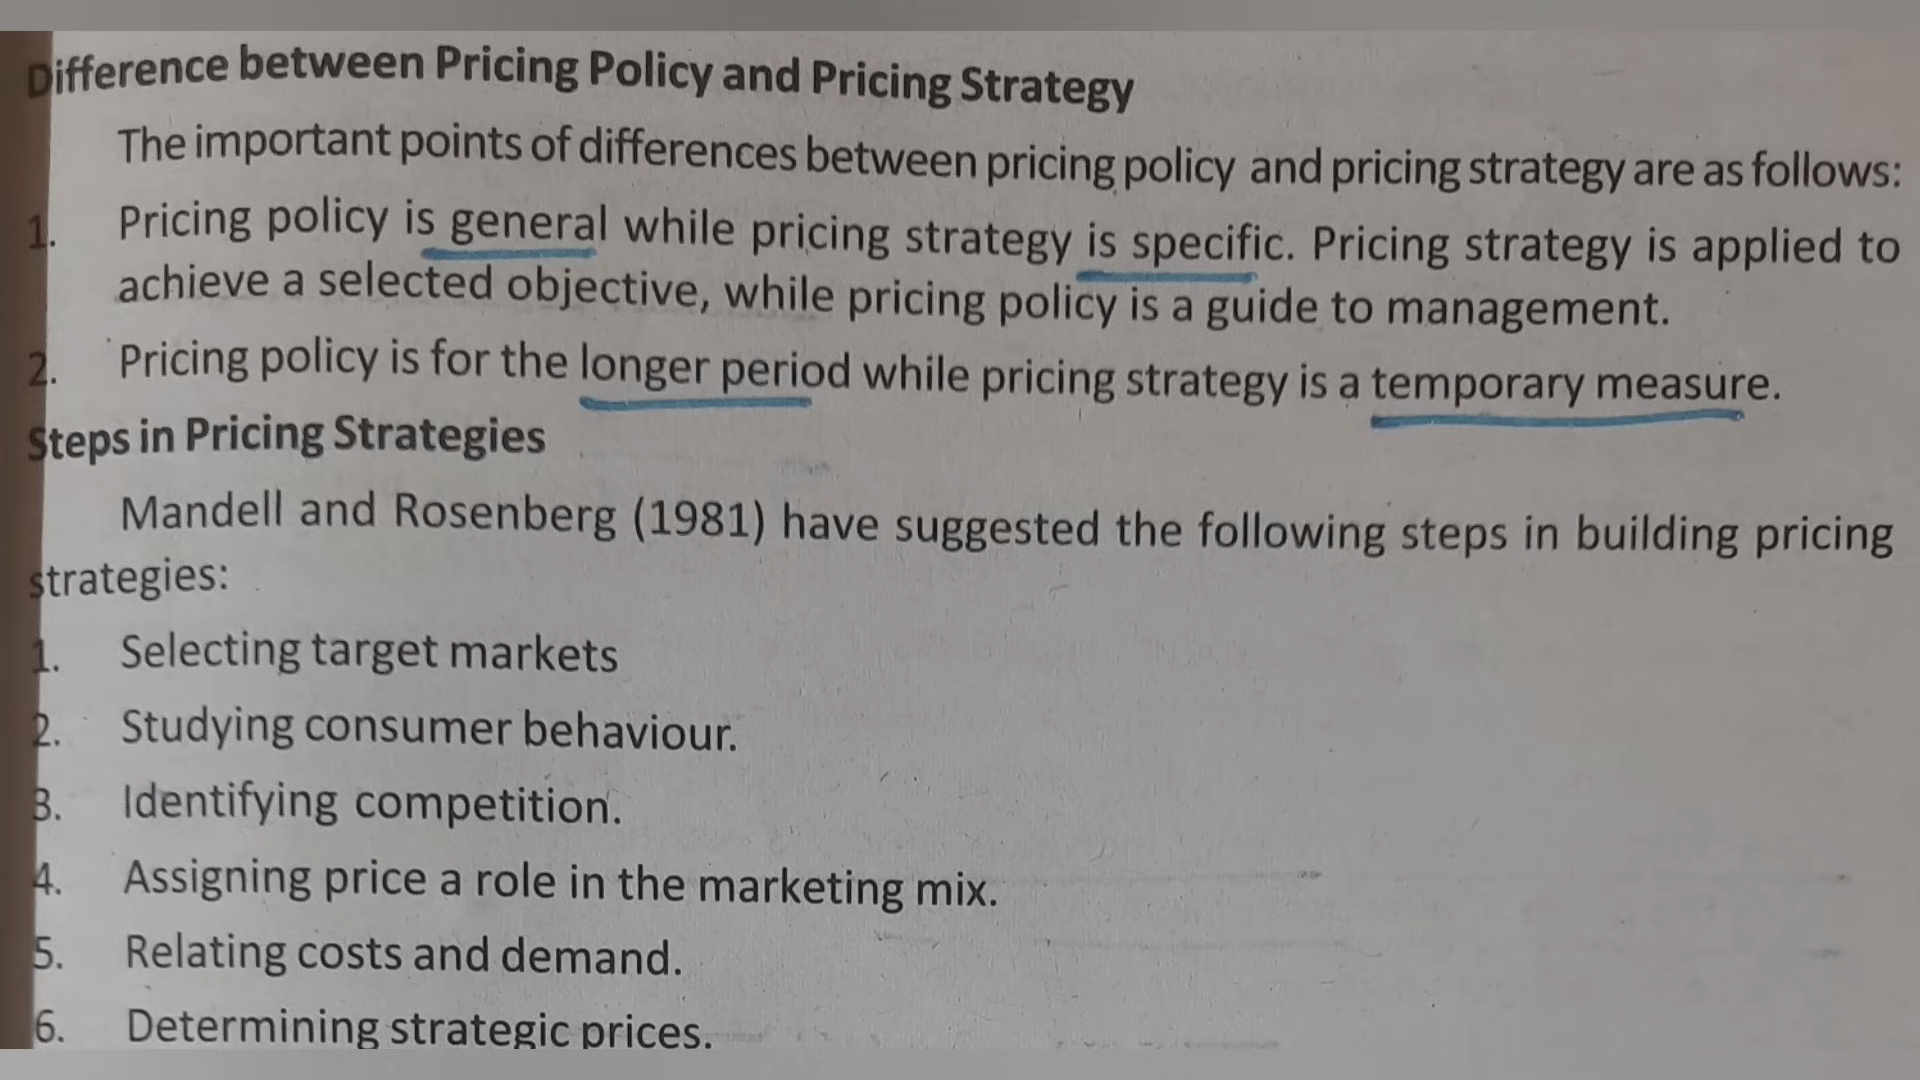 Difference between Pricing Policy and Pricing Strategy
The important points of differences between pricing policy and pricing strategy are as follows:
1. Pricing policy is general while pricing strategy is specific. Pricing strategy is applied to
achieve a selected objective, while pricing policy is a guide to management.
2. Pricing policy is for the longer period while pricing strategy is a temporary measure.
Steps in Pricing Strategies
Mandell and Rosenberg (1981) have suggested the following steps in building pricing
strategies:
1. Selecting target markets
2. Studying consumer behaviour.
3. Identifying competition.
4. Assigning price a role in the marketing mix.
5. Relating costs and demand.
6. Determining strategic prices.